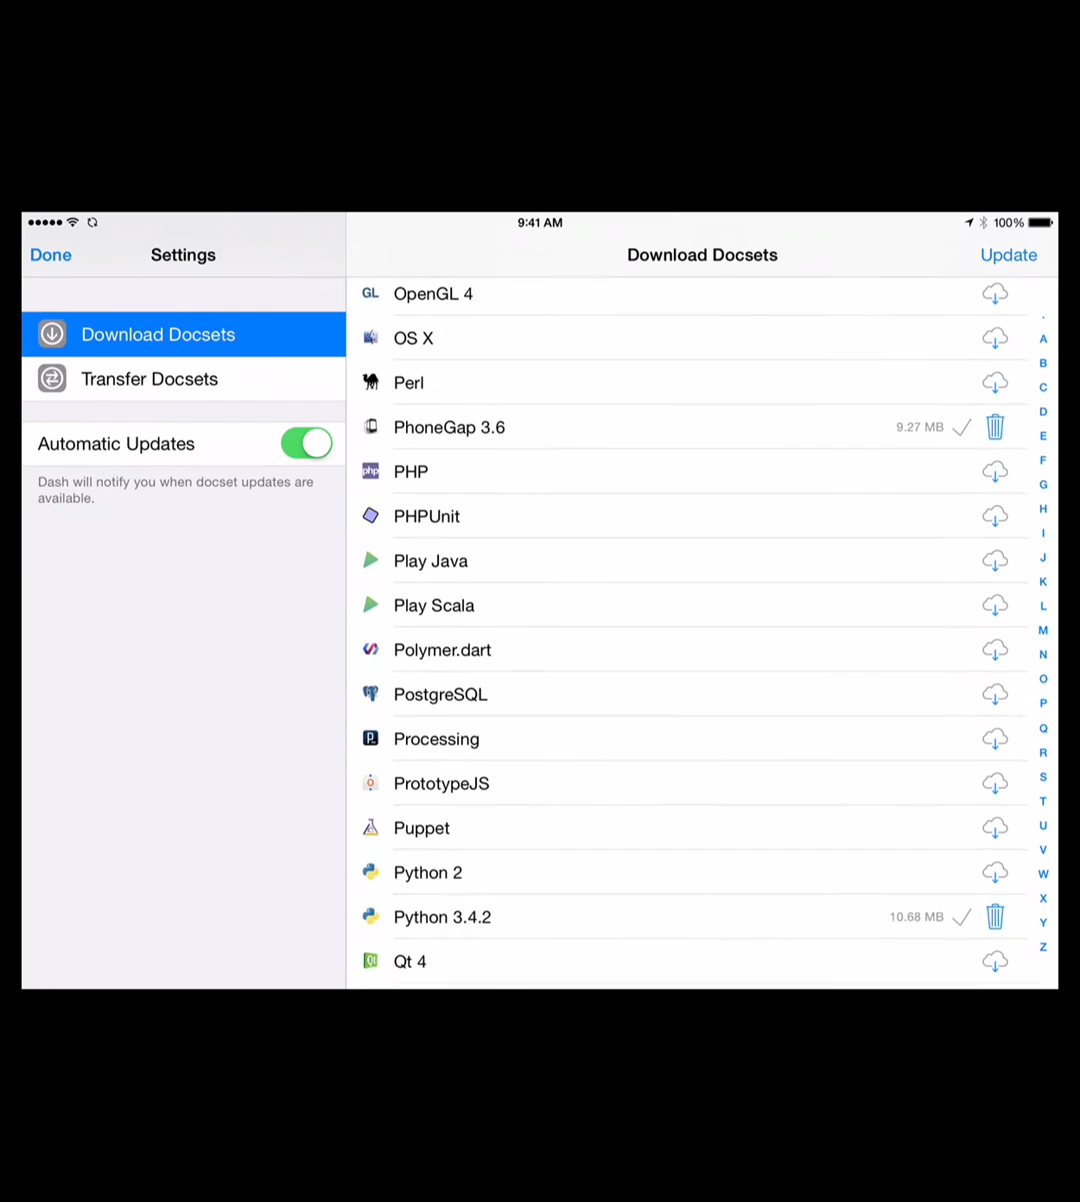 9:41 AM
100%
Done
Settings
Download Docsets
Update
Download Docsets
Transfer Docsets
Automatic Updates
Dash will notify you when docset updates are
available.
GL OpenGL 4
OS X
Perl
PhoneGap 3.6 9.27 MB
php PHP
PHPUnit
Play Java
Play Scala
Polymer.dart
PostgreSQL
P Processing
PrototypeJS
Puppet
Python 2
Python 3.4.2 10.68 MB
Qt Qt 4
.
A
B
C
D
E
F
G
H
I
J
K
L
M
N
O
P
Q
R
S
T
U
V
W
X
Y
Z